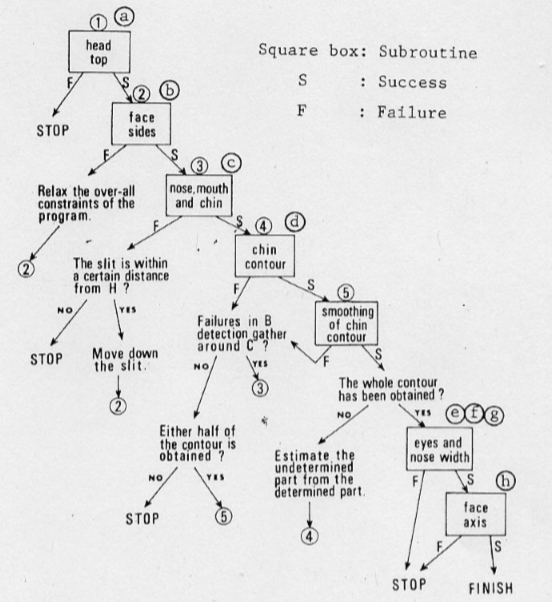 ① ⓐ
head
top
Square box: Subroutine
S : Success
F : Failure
F S
STOP
② ⓑ
face
sides
F S
③ ⓒ
Relax the over-all
constraints of the
program.
nose, mouth
and chin
②
F S
④ ⓓ
The slit is within
a certain distance
from H ?
chin
contour
NO YES
F S
⑤
STOP
Move down
the slit.
②
Failures in B
detection gather
around C ?
smoothing
of chin
contour
F S
NO YES
③
The whole contour
has been obtained ?
NO YES
ⓔ ⓕ ⓖ
Either half of
the contour is
obtained ?
Estimate the
undetermined
part from the
determined part.
eyes and
nose width
NO YES
F S
ⓗ
STOP
⑤
④
face
axis
F S
STOP
FINISH